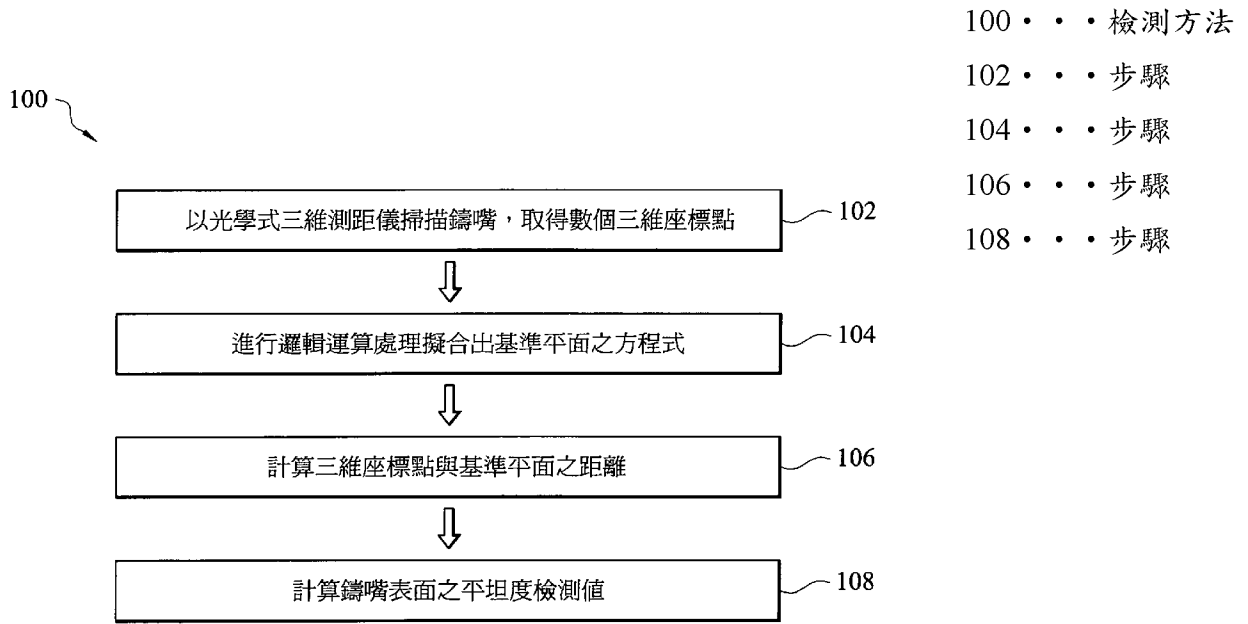 100・・・檢測方法
102・・・步驟
104・・・步驟
106・・・步驟
108・・・步驟
100
以光學式三維測距儀掃描鑄嘴，取得數個三維座標點
102
進行邏輯運算處理擬合出基準平面之方程式
104
計算三維座標點與基準平面之距離
106
計算鑄嘴表面之平坦度檢測值
108